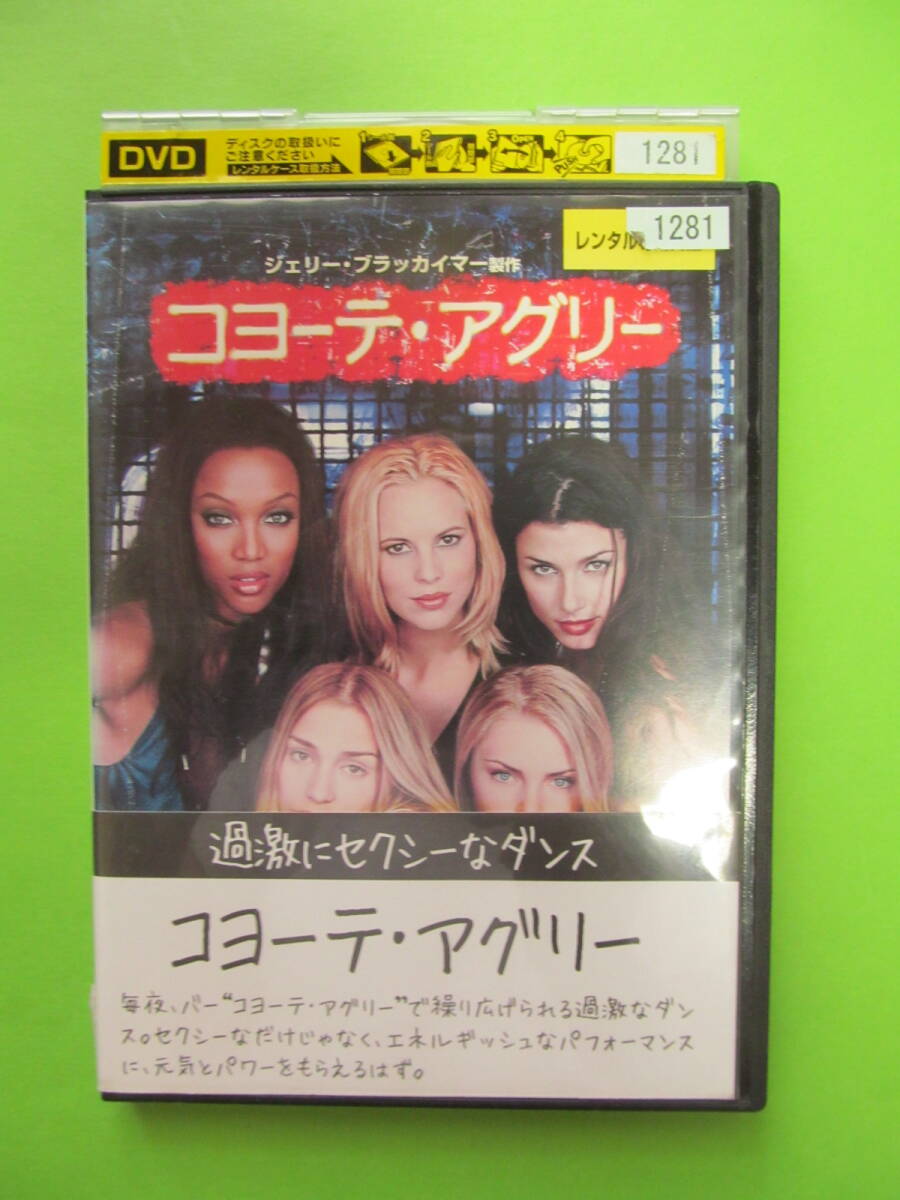 DVD
ディスクの取扱いに
ご注意ください
レンタルケース取扱方法
1
2
3
Open
4
PUSH
1281
レンタル
1281
ジェリー・ブラッカイマー製作
コヨーテ・アグリー
過激にセクシーなダンス
コヨーテ・アグリー
毎夜、バー“コヨーテ・アグリー”で繰り広げられる過激なダン
ス。セクシーなだけじゃなく、エネルギッシュなパフォーマンス
に、元気とパワーをもらえるはず。